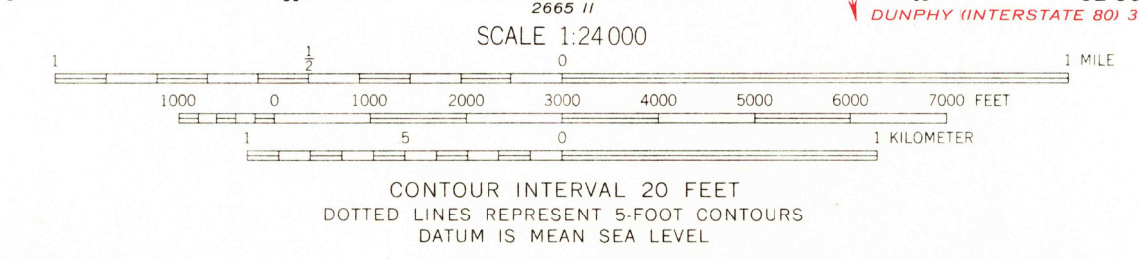 2665 II
DUNPHY (INTERSTATE 80) 3
SCALE 1:24 000
1 1/2 0 1 MILE
1000 0 1000 2000 3000 4000 5000 6000 7000 FEET
1 .5 0 1 KILOMETER
CONTOUR INTERVAL 20 FEET
DOTTED LINES REPRESENT 5-FOOT CONTOURS
DATUM IS MEAN SEA LEVEL